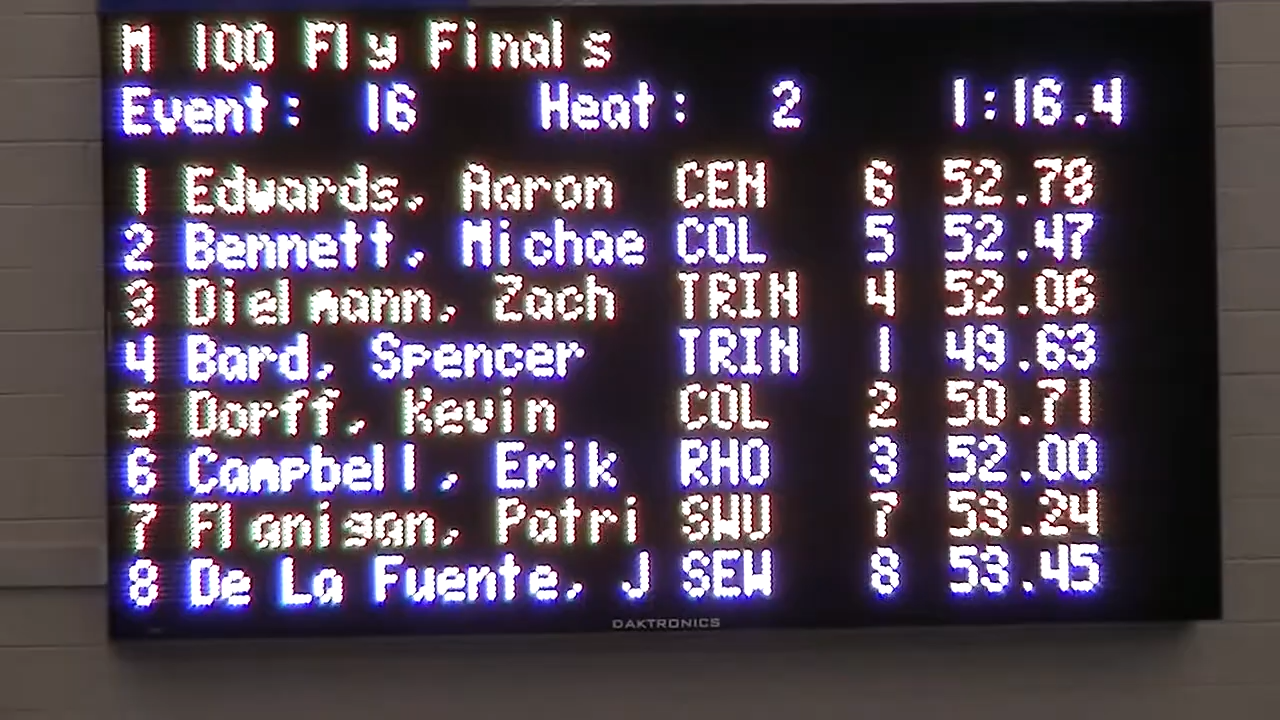 M 100 Fly Finals
Event: 16 Heat: 2 1:16.4
1 Edwards, Aaron CEN 6 52.78
2 Bennett, Michae COL 5 52.47
3 Dielmann, Zach TRIN 4 52.06
4 Bard, Spencer TRIN 1 49.63
5 Dorff, Kevin COL 2 50.71
6 Campbell, Erik RHO 3 52.00
7 Flanigan, Patri SWU 7 53.24
8 De La Fuente, J SEW 8 53.45
DAKTRONICS